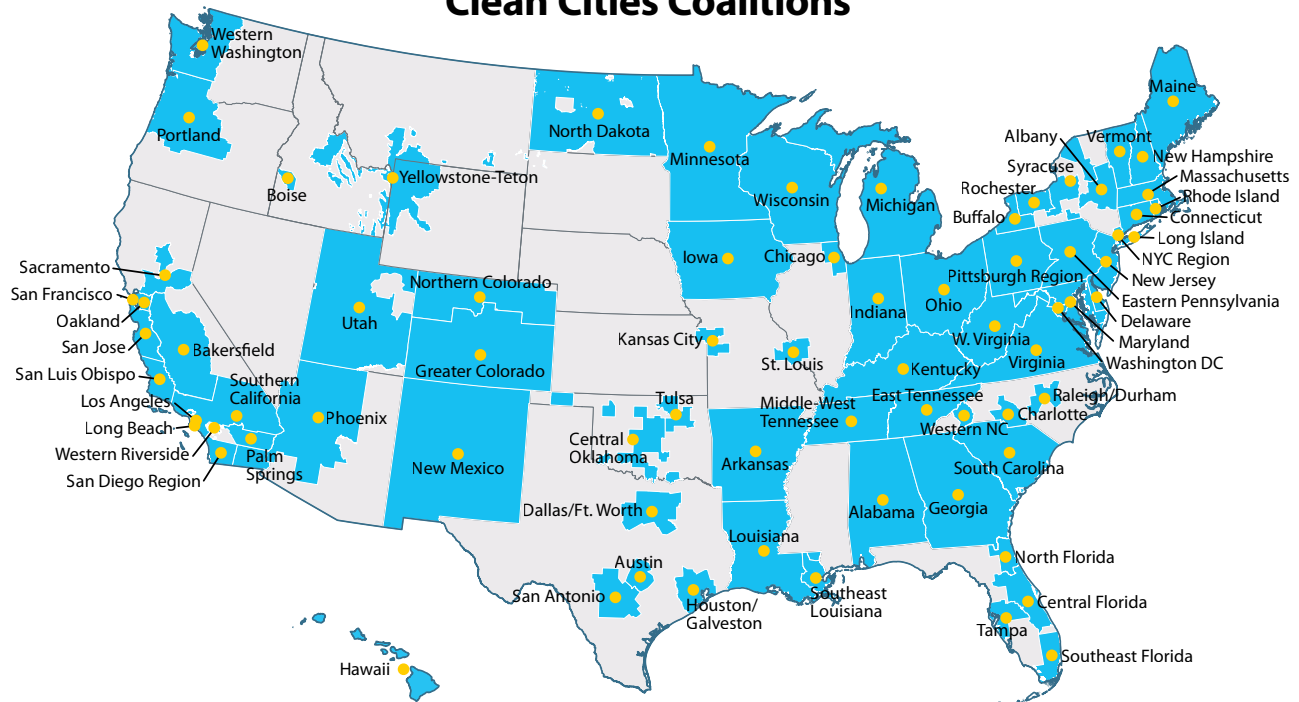 Clean Cities Coalitions
Western
Washington
Portland
Boise
Yellowstone-Teton
North Dakota
Minnesota
Wisconsin
Michigan
Iowa
Chicago
Maine
Albany
Vermont
New Hampshire
Syracuse
Massachusetts
Rochester
Rhode Island
Buffalo
Connecticut
Long Island
NYC Region
New Jersey
Pittsburgh Region
Eastern Pennsylvania
Delaware
Maryland
Washington DC
Sacramento
San Francisco
Oakland
San Jose
San Luis Obispo
Los Angeles
Long Beach
Western Riverside
San Diego Region
Bakersfield
Southern
California
Palm
Springs
Utah
Northern Colorado
Greater Colorado
Phoenix
New Mexico
Kansas City
St. Louis
Indiana
Ohio
W. Virginia
Virginia
Kentucky
East Tennessee
Middle-West
Tennessee
Raleigh/Durham
Charlotte
Western NC
South Carolina
Tulsa
Central
Oklahoma
Arkansas
Dallas/Ft. Worth
Louisiana
Alabama
Georgia
Austin
San Antonio
Houston/
Galveston
Southeast
Louisiana
North Florida
Central Florida
Tampa
Southeast Florida
Hawaii